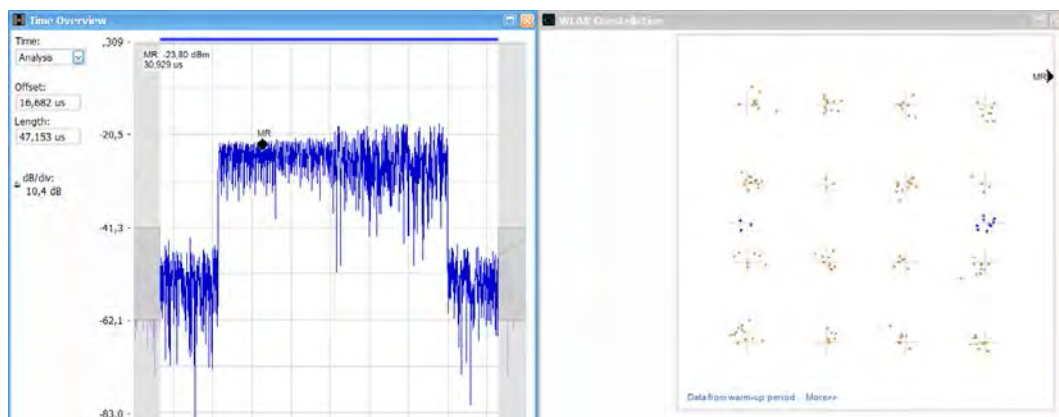 Time Overview
Time:
Analysis
Offset:
16,682 us
Length:
47,153 us
dB/div:
10,4 dB
,309
-20,5
-41,3
-62,1
-83,0
MR: -23,80 dBm
30,929 us
MR
WLAN Constellation
MR
Data from warm-up period More>>